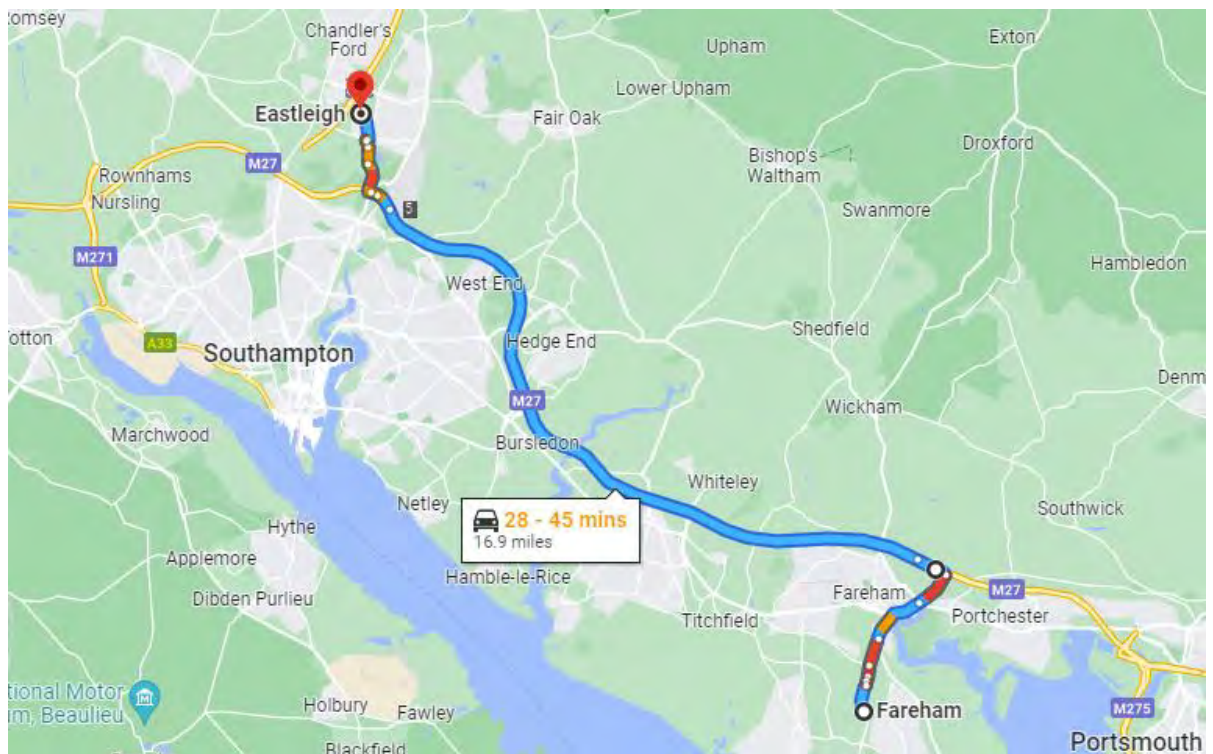 Romsey
Chandler's
Ford
Upham
Exton
Eastleigh
Lower Upham
Fair Oak
Droxford
M27
Bishop's
Waltham
Rownhams
Nursling
5
Swanmore
M271
Hambledon
West End
Totton
A33
Southampton
Hedge End
Shedfield
Denm
M27
Wickham
Marchwood
Bursledon
Whiteley
Netley
28 - 45 mins
16.9 miles
Southwick
Hythe
Applemore
Hamble-le-Rice
Dibden Purlieu
Fareham
M27
Titchfield
Portchester
tional Motor
um, Beaulieu
Holbury
Fawley
Fareham
M275
Portsmouth
Blackfield